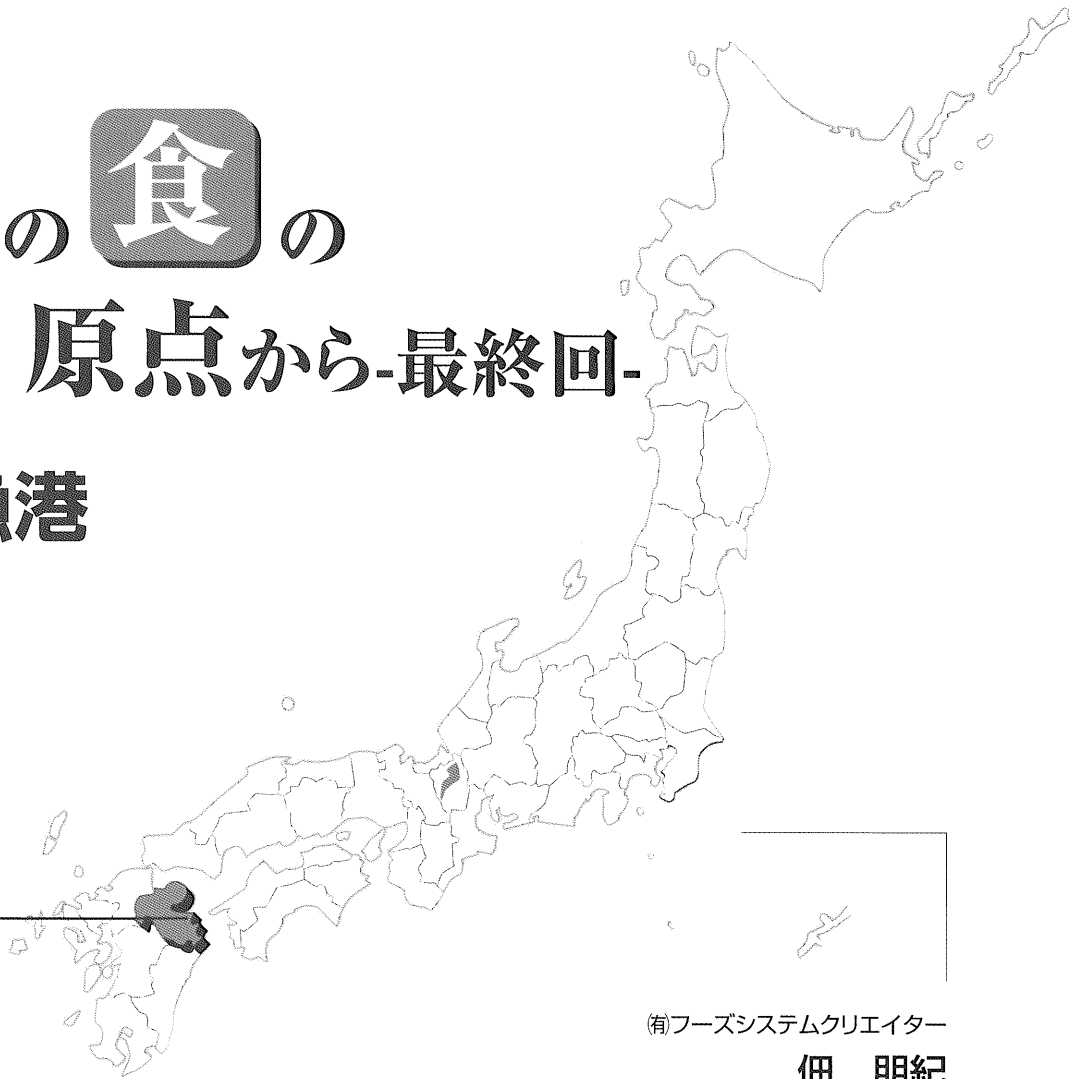 の食の
原点から-最終回-
港
㈲フーズシステムクリエイター
佃　明紀